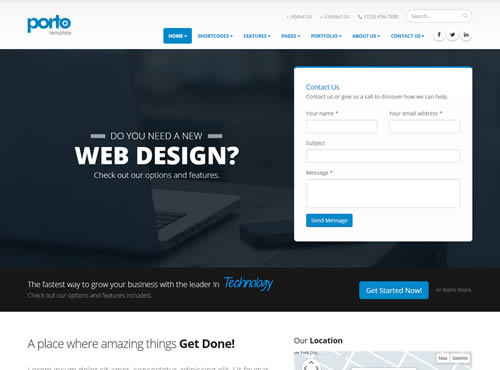 porto
template
About Us
Contact Us
(123) 456-7890
Search...
HOME
SHORTCODES
FEATURES
PAGES
PORTFOLIO
ABOUT US
CONTACT US
DO YOU NEED A NEW
WEB DESIGN?
Check out our options and features.
Contact Us
Contact us or give us a call to discover how we can help.
Your name *
Your email address *
Subject
Message *
Send Message
The fastest way to grow your business with the leader in Technology
Check out our options and features included.
Get Started Now!
or learn more.
A place where amazing things Get Done!
Our Location
Map
Satellite